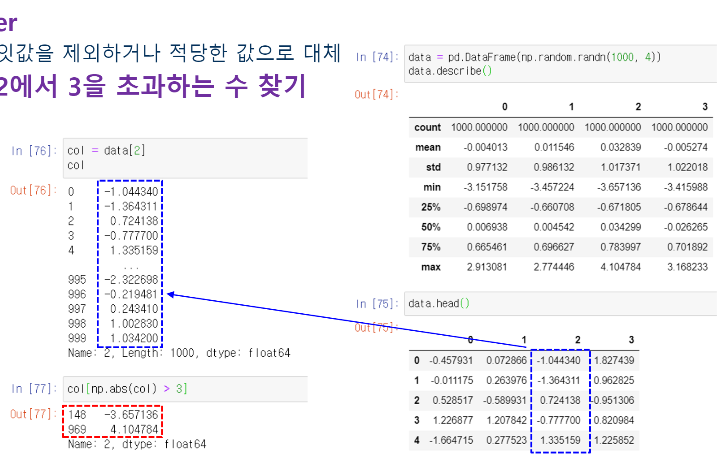 er
잇값을 제외하거나 적당한 값으로 대체
2에서 3을 초과하는 수 찾기
In [74]: data = pd.DataFrame(np.random.randn(1000, 4))
data.describe()
Out[74]:
0 1 2 3
count 1000.000000 1000.000000 1000.000000 1000.000000
mean -0.004013 0.011546 0.032839 -0.005274
std 0.977132 0.986132 1.017371 1.022018
min -3.151758 -3.457224 -3.657136 -3.415988
25% -0.698974 -0.660708 -0.671805 -0.678644
50% 0.006938 0.004542 0.034299 -0.026265
75% 0.665461 0.696627 0.783997 0.701892
max 2.913081 2.774446 4.104784 3.168233
In [75]: data.head()
Out[75]:
0 1 2 3
0 -0.457931 0.072866 -1.044340 1.827439
1 -0.011175 0.263976 -1.364311 0.962825
2 0.528517 -0.589931 0.724138 -0.951306
3 1.226877 1.207842 -0.777700 0.820984
4 -1.664715 0.277523 1.335159 1.225852
In [76]: col = data[2]
col
Out[76]: 0 -1.044340
1 -1.364311
2 0.724138
3 -0.777700
4 1.335159
...
995 -2.322698
996 -0.219481
997 0.243410
998 1.002830
999 1.034200
Name: 2, Length: 1000, dtype: float64
In [77]: col[np.abs(col) > 3]
Out[77]: 148 -3.657136
969 4.104784
Name: 2, dtype: float64